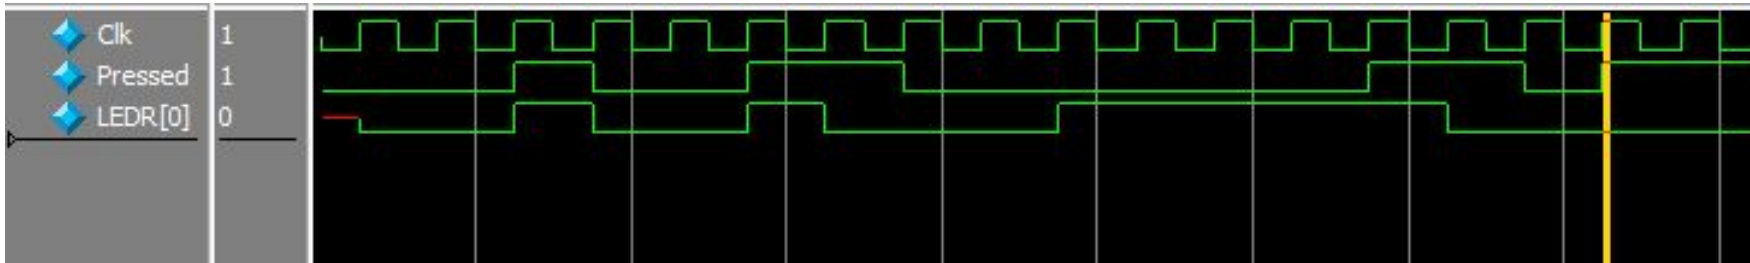 Clk 1
Pressed 1
LEDR[0] 0